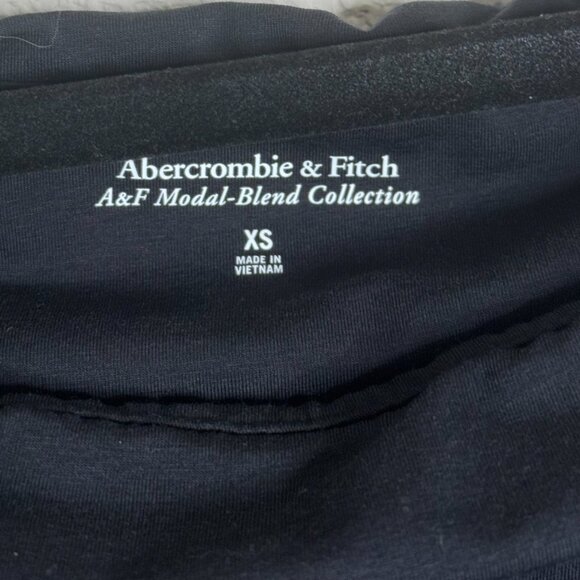 Abercrombie & Fitch
A&F Modal-Blend Collection
XS
MADE IN
VIETNAM